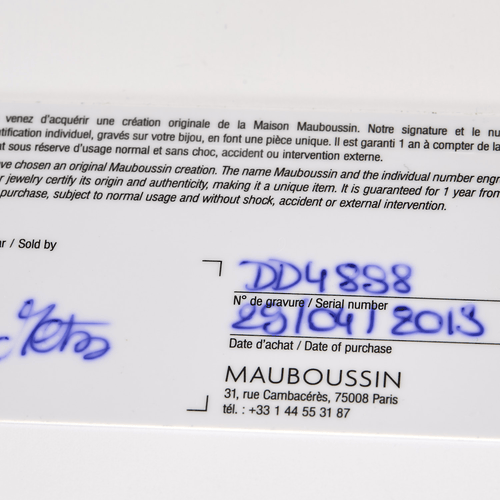 venez d'acquérir une création originale de la Maison Mauboussin. Notre signature et le nu
tification individuel, gravés sur votre bijou, en font une pièce unique. Il est garanti 1 an à compter de la
t sous réserve d'usage normal et sans choc, accident ou intervention externe.
ve chosen an original Mauboussin creation. The name Mauboussin and the individual number engr
r jewelry certify its origin and authenticity, making it a unique item. It is guaranteed for 1 year from
purchase, subject to normal usage and without shock, accident or external intervention.
r / Sold by
DD4898
N° de gravure / Serial number
29/04/2013
Date d'achat / Date of purchase
MAUBOUSSIN
31, rue Cambacérès, 75008 Paris
tél. : +33 1 44 55 31 87